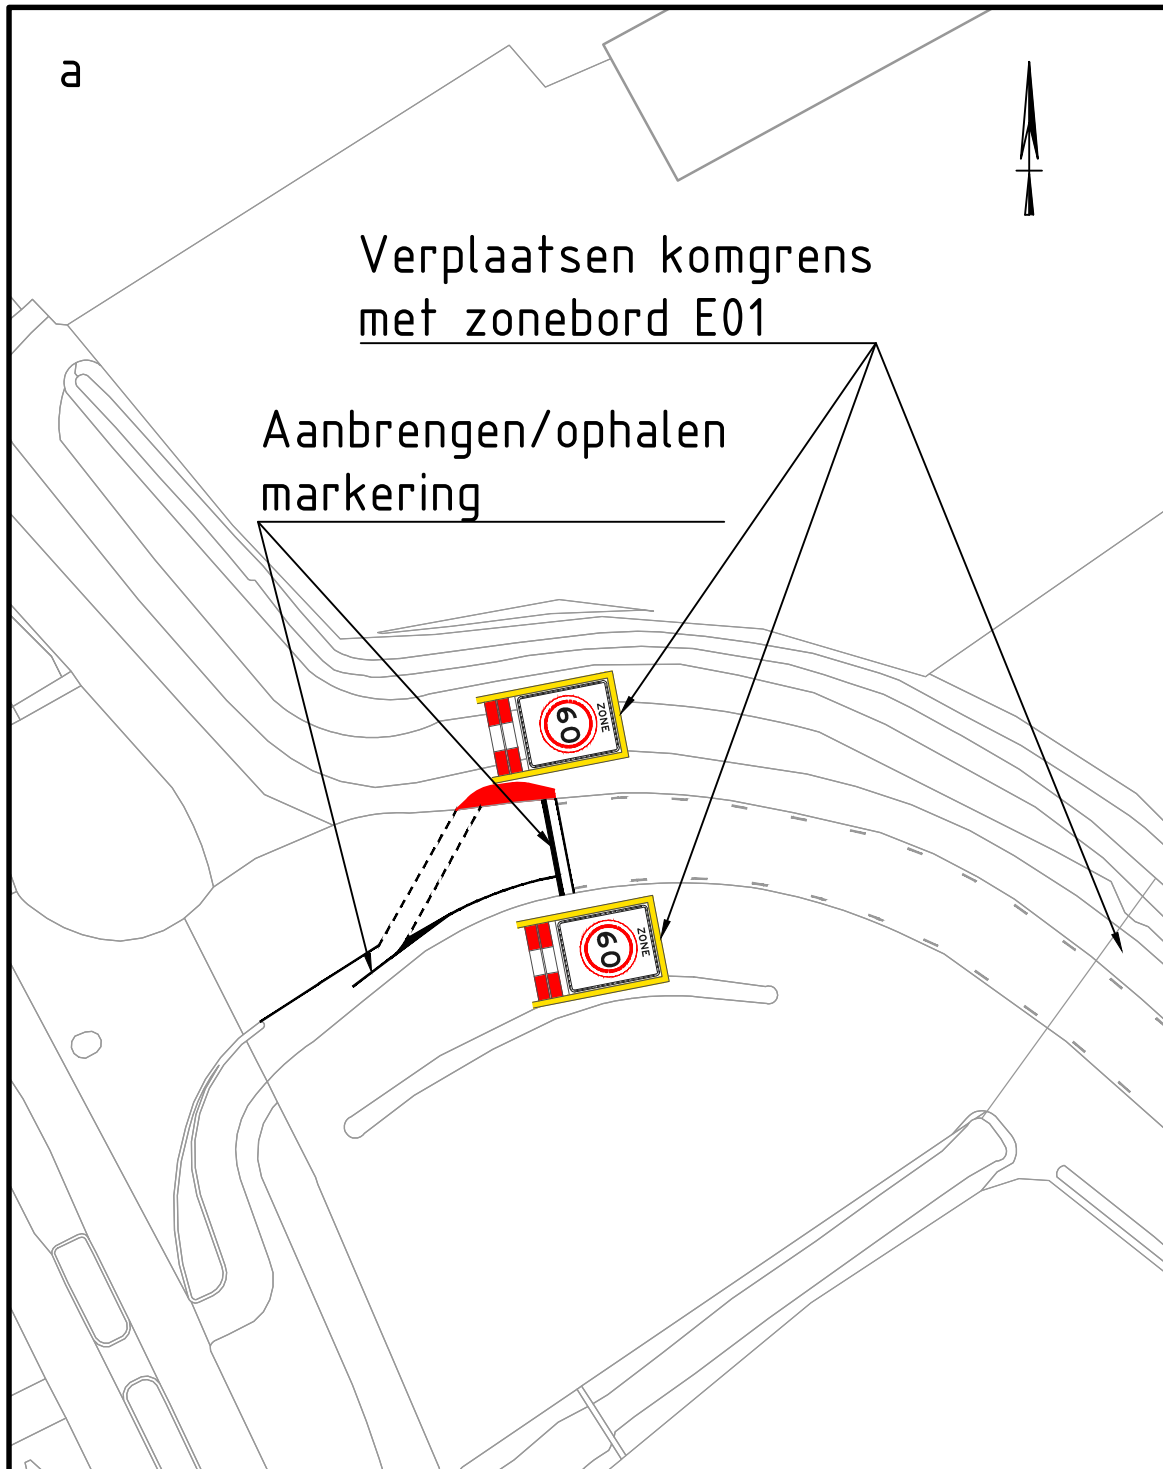 a
Verplaatsen komgrens
met zonebord E01
Aanbrengen/ophalen
markering
ZONE
60
ZONE
60